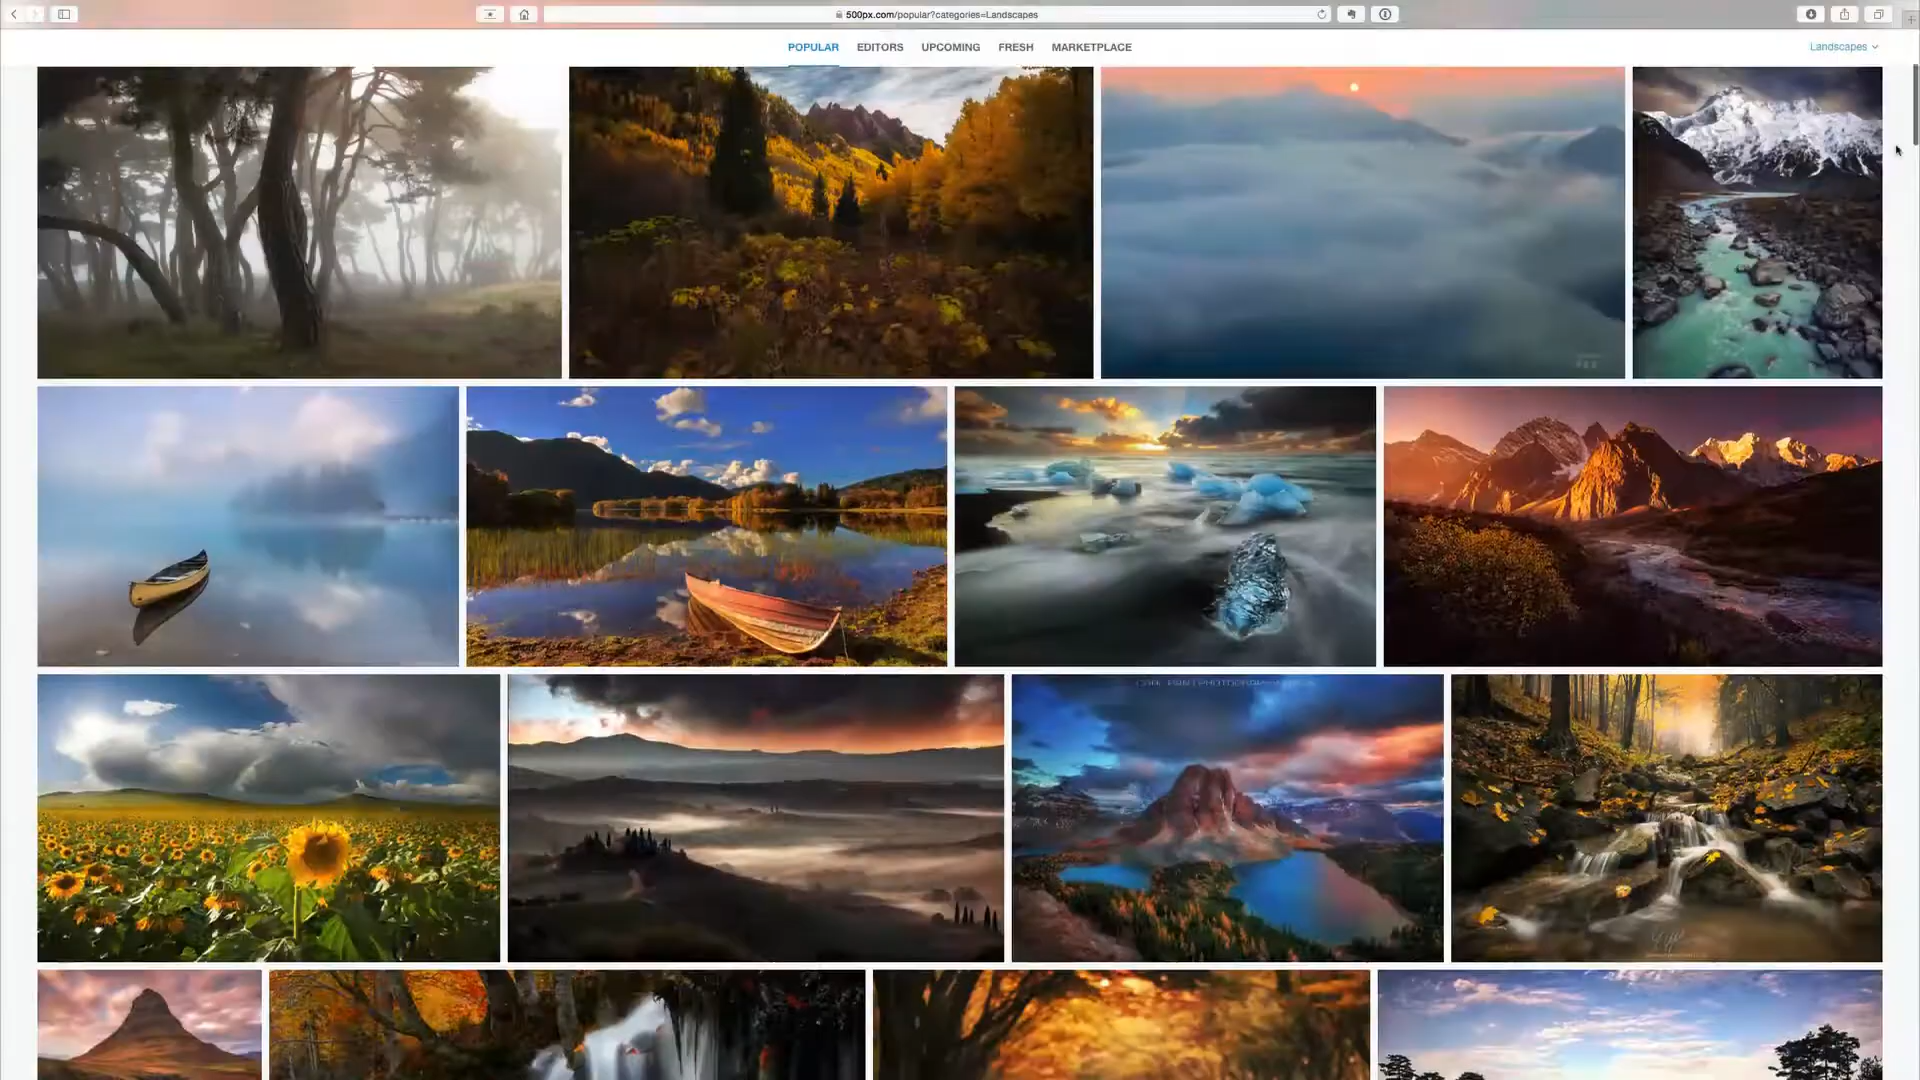 500px.com/popular?categories=Landscapes
POPULAR EDITORS UPCOMING FRESH MARKETPLACE Landscapes